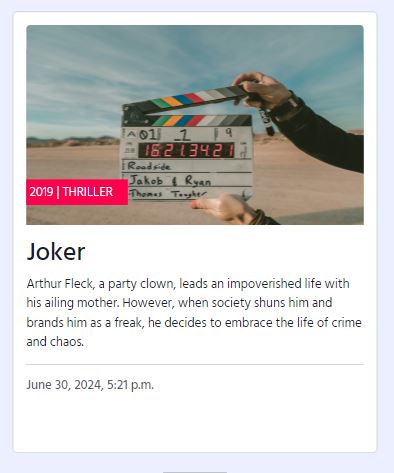 A 01 _1 9
16:21:34:21
Roadside
Jakob & Ryan
Thomas Taugher
2019 | THRILLER
Joker
Arthur Fleck, a party clown, leads an impoverished life with
his ailing mother. However, when society shuns him and
brands him as a freak, he decides to embrace the life of crime
and chaos.
June 30, 2024, 5:21 p.m.